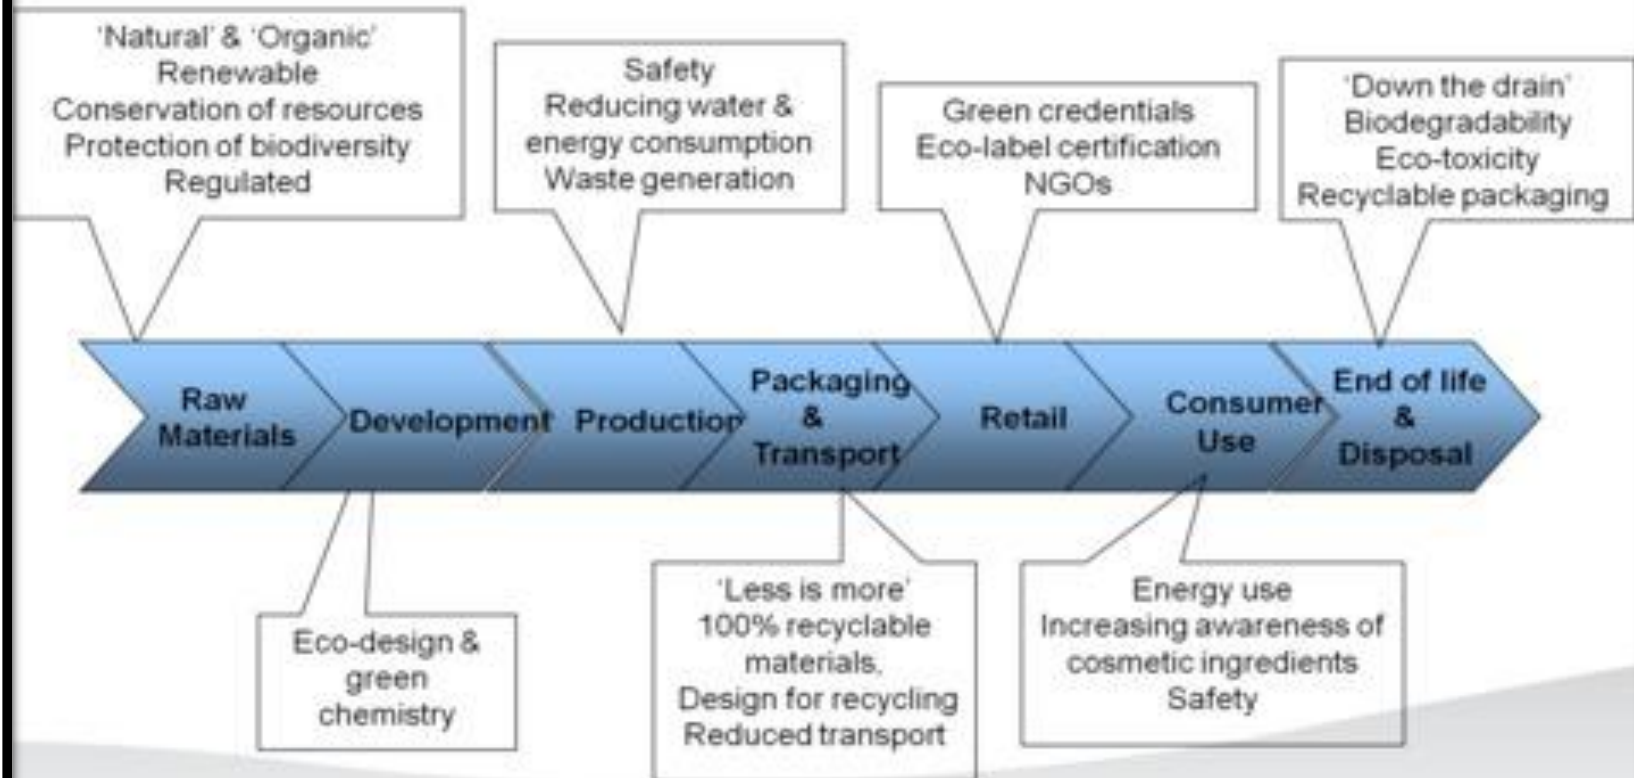 ‘Natural’ & ‘Organic’
Renewable
Conservation of resources
Protection of biodiversity
Regulated
Safety
Reducing water &
energy consumption
Waste generation
Green credentials
Eco-label certification
NGOs
‘Down the drain’
Biodegradability
Eco-toxicity
Recyclable packaging
Raw
Materials
Development
Production
Packaging
&
Transport
Retail
Consumer
Use
End of life
&
Disposal
Eco-design &
green
chemistry
‘Less is more’
100% recyclable
materials,
Design for recycling
Reduced transport
Energy use
Increasing awareness of
cosmetic ingredients
Safety